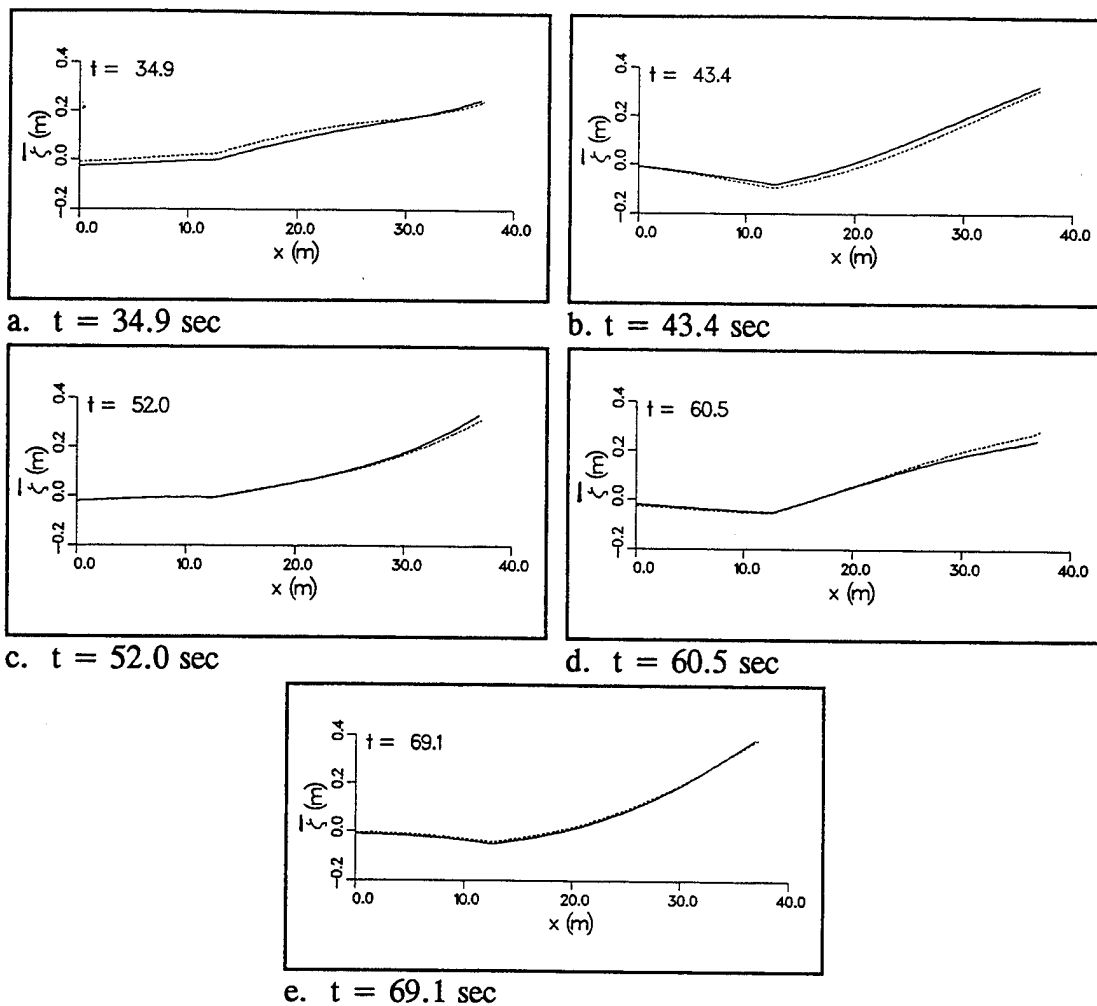 t = 34.9
0.4
0.2
0.0
−0.2
ζ (m)
0.0 10.0 20.0 30.0 40.0
x (m)
a. t = 34.9 sec
t = 43.4
0.4
0.2
0.0
−0.2
ζ (m)
0.0 10.0 20.0 30.0 40.0
x (m)
b. t = 43.4 sec
t = 52.0
0.4
0.2
0.0
−0.2
ζ (m)
0.0 10.0 20.0 30.0 40.0
x (m)
c. t = 52.0 sec
t = 60.5
0.4
0.2
0.0
−0.2
ζ (m)
0.0 10.0 20.0 30.0 40.0
x (m)
d. t = 60.5 sec
t = 69.1
0.4
0.2
0.0
−0.2
ζ (m)
0.0 10.0 20.0 30.0 40.0
x (m)
e. t = 69.1 sec